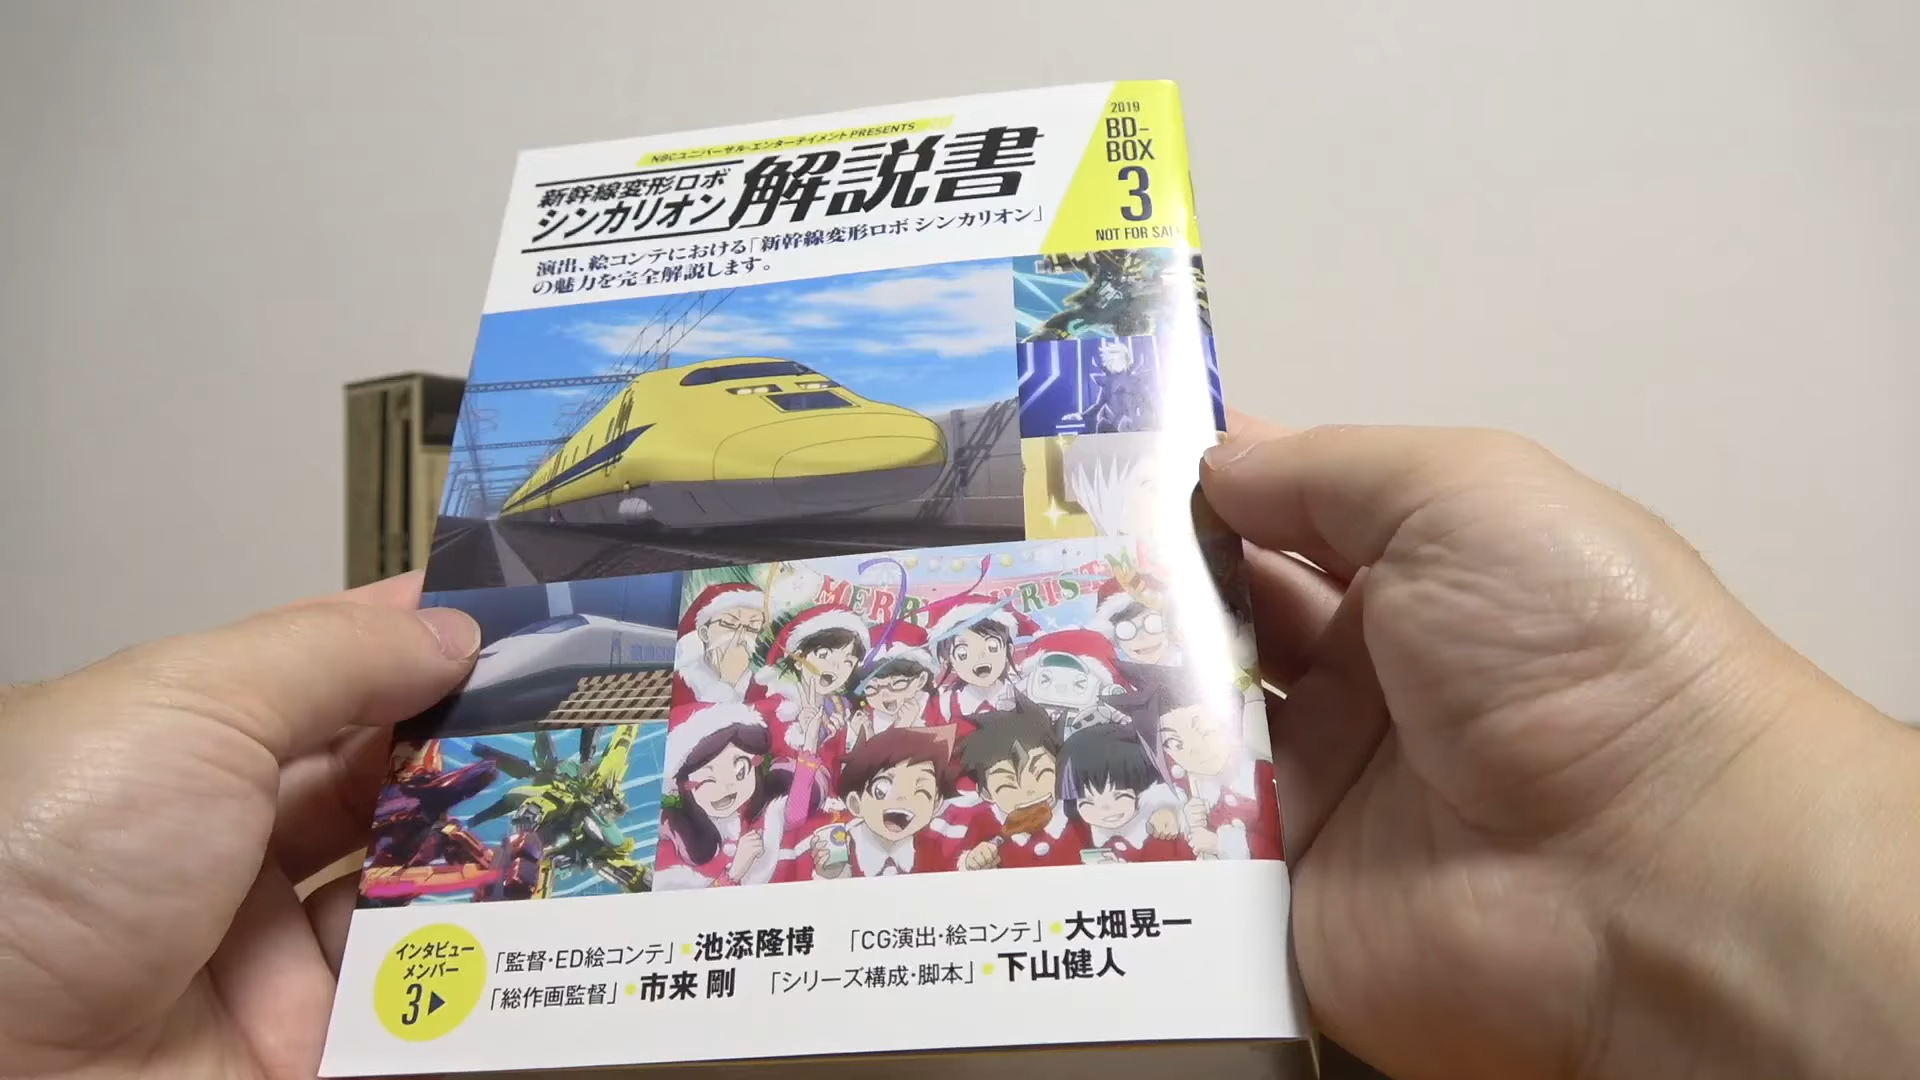 NBCユニバーサル・エンターテイメント PRESENTS
新幹線変形ロボ
シンカリオン
解説書
2019
BD-
BOX
3
NOT FOR SAL
演出、絵コンテにおける「新幹線変形ロボ シンカリオン」
の魅力を完全解説します。
MERRY CHRISTM
インタビュー
メンバー
3▶
「監督・ED絵コンテ」・池添隆博 「CG演出・絵コンテ」・大畑晃一
「総作画監督」・市来 剛 「シリーズ構成・脚本」・下山健人